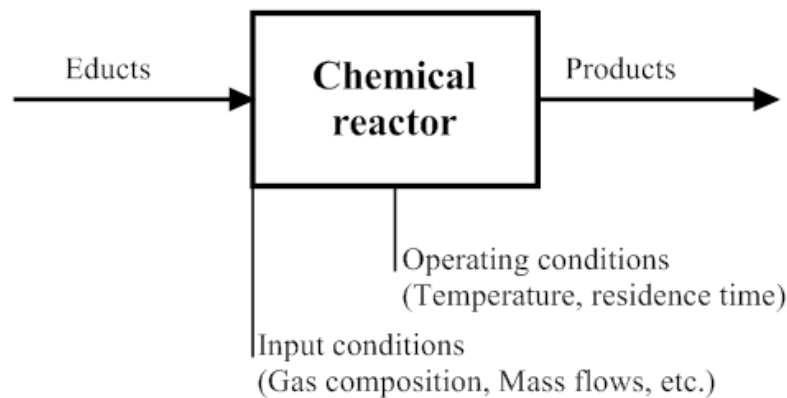 Educts
Chemical
reactor
Products
Operating conditions
(Temperature, residence time)
Input conditions
(Gas composition, Mass flows, etc.)